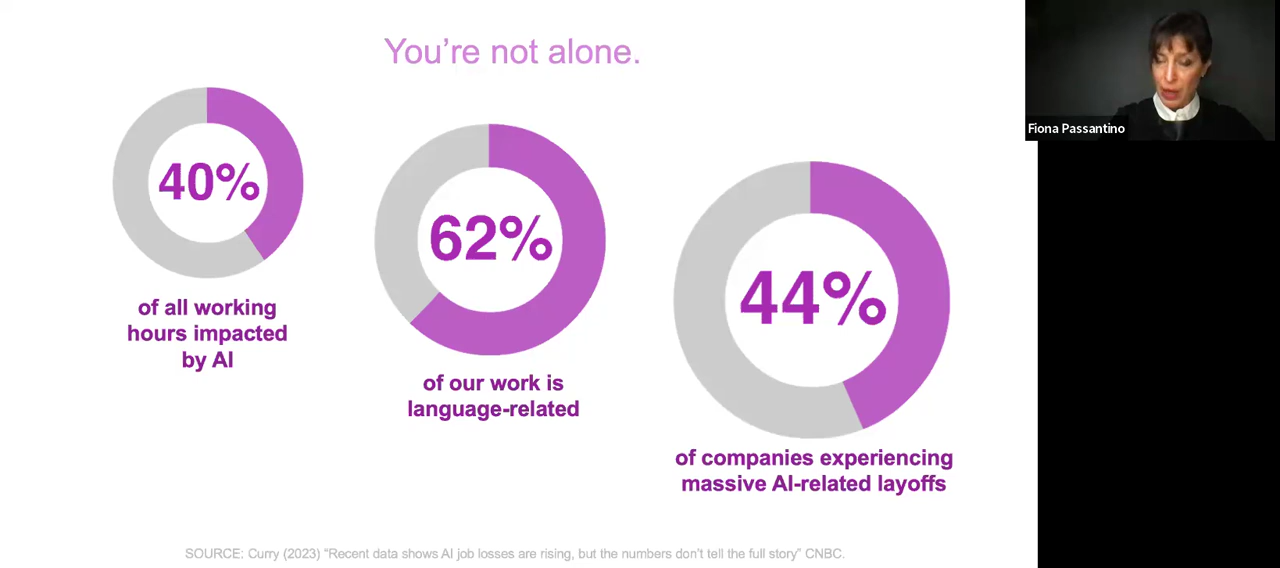 You’re not alone.
40%
of all working
hours impacted
by AI
62%
of our work is
language-related
44%
of companies experiencing
massive AI-related layoffs
SOURCE: Curry (2023) “Recent data shows AI job losses are rising, but the numbers don’t tell the full story” CNBC.
Fiona Passantino